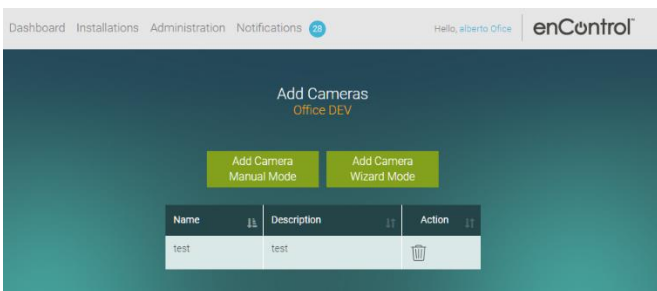 Dashboard Installations Administration Notifications 28 Hello, alberto Ofice enControl
Add Cameras
Office DEV
Add Camera Add Camera
Manual Mode Wizard Mode
Name Description Action
test test